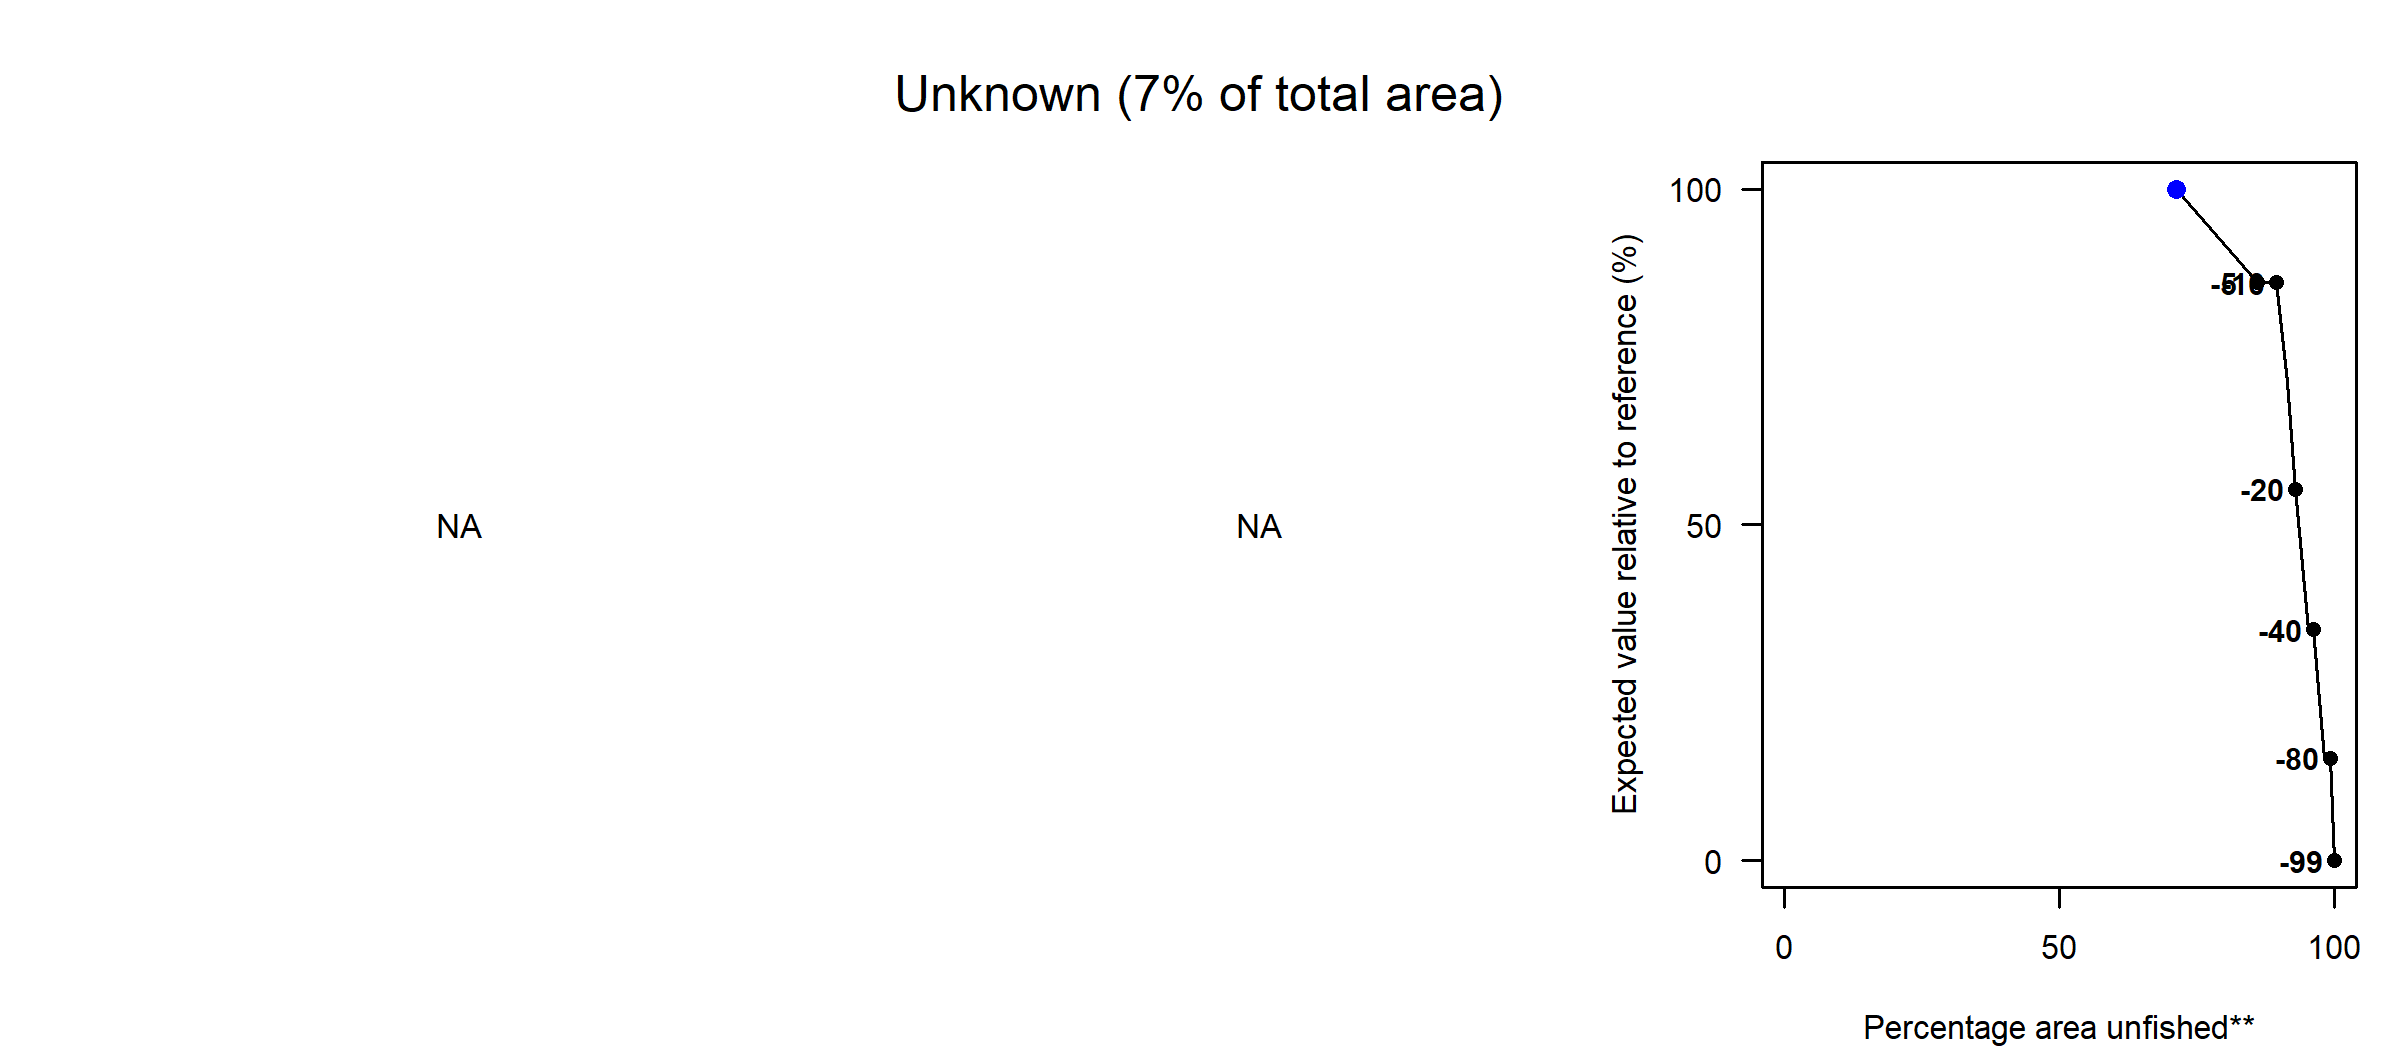 Unknown (7% of total area)
NA
NA
Expected value relative to reference (%)
100
50
0
-20
-40
-80
-99
0 50 100
Percentage area unfished**